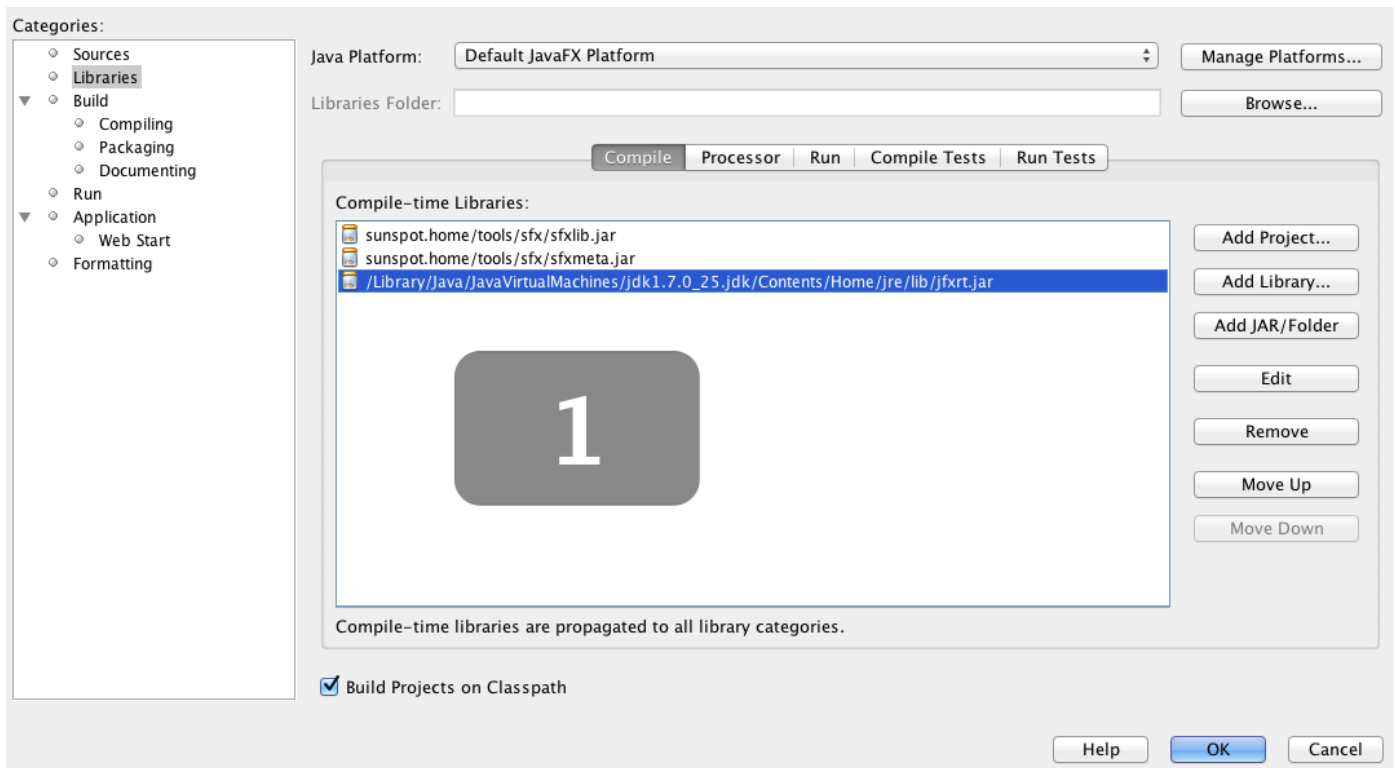 Categories:
Sources
Libraries
Build
Compiling
Packaging
Documenting
Run
Application
Web Start
Formatting
Java Platform: Default JavaFX Platform Manage Platforms...
Libraries Folder: Browse...
Compile Processor Run Compile Tests Run Tests
Compile-time Libraries:
sunspot.home/tools/sfx/sfxlib.jar
sunspot.home/tools/sfx/sfxmeta.jar
/Library/Java/JavaVirtualMachines/jdk1.7.0_25.jdk/Contents/Home/jre/lib/jfxrt.jar
1
Add Project...
Add Library...
Add JAR/Folder
Edit
Remove
Move Up
Move Down
Compile-time libraries are propagated to all library categories.
Build Projects on Classpath
Help OK Cancel